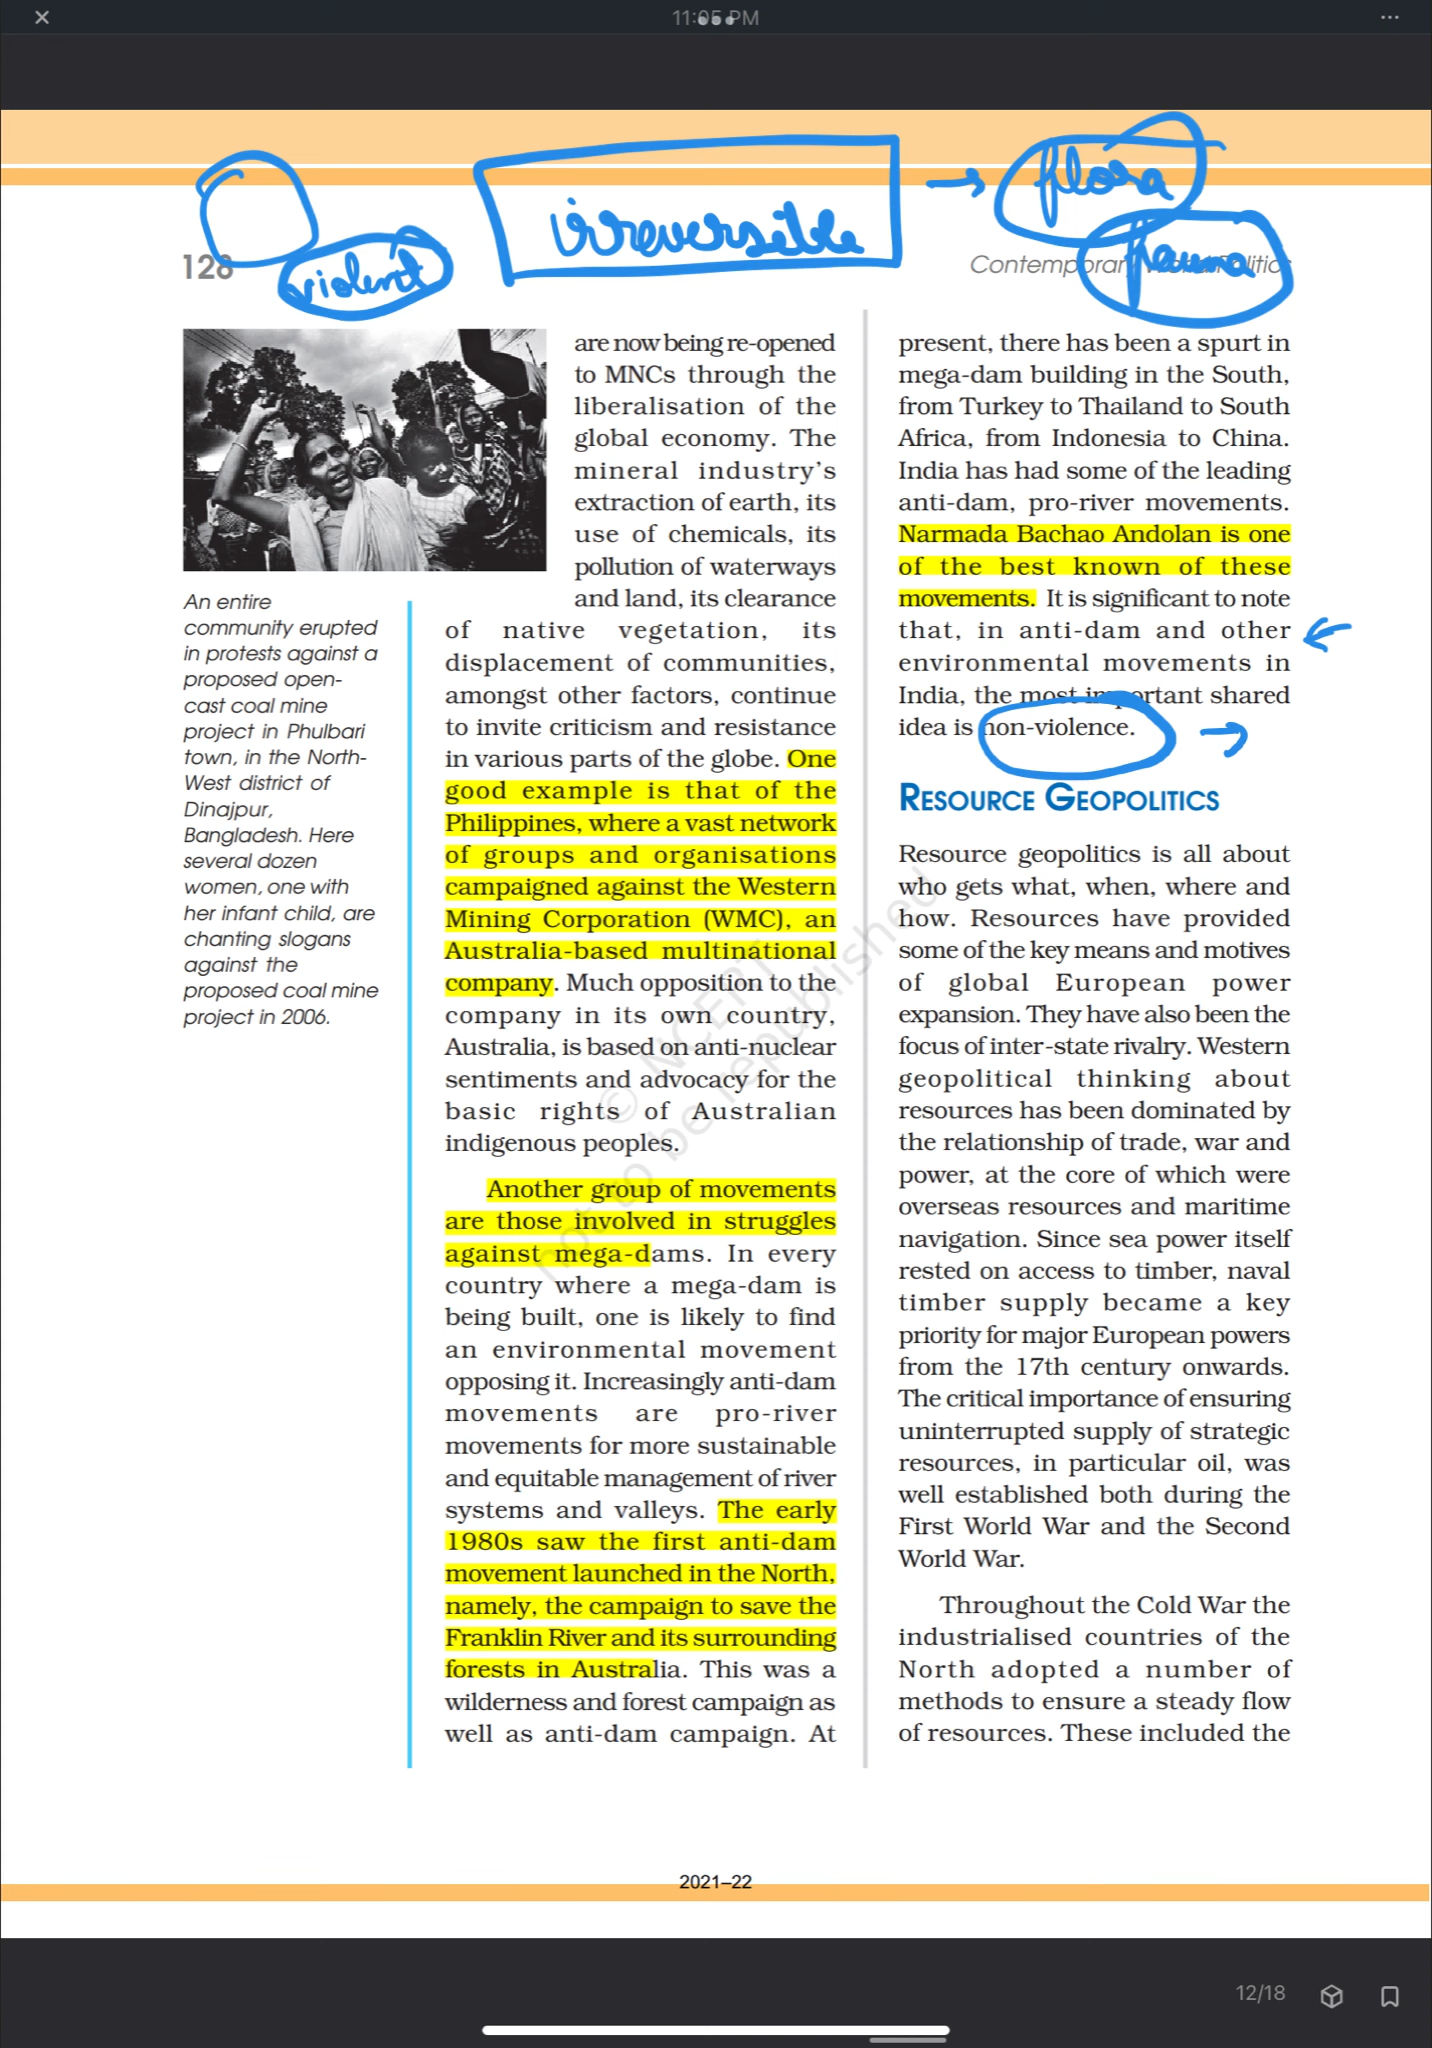 11:05 PM
irreversible → flora
fauna
violent
128
Contemporary World Politics
An entire
community erupted
in protests against a
proposed open-
cast coal mine
project in Phulbari
town, in the North-
West district of
Dinajpur,
Bangladesh. Here
several dozen
women, one with
her infant child, are
chanting slogans
against the
proposed coal mine
project in 2006.
are now being re-opened
to MNCs through the
liberalisation of the
global economy. The
mineral industry's
extraction of earth, its
use of chemicals, its
pollution of waterways
and land, its clearance
of native vegetation, its
displacement of communities,
amongst other factors, continue
to invite criticism and resistance
in various parts of the globe. One
good example is that of the
Philippines, where a vast network
of groups and organisations
campaigned against the Western
Mining Corporation (WMC), an
Australia-based multinational
company. Much opposition to the
company in its own country,
Australia, is based on anti-nuclear
sentiments and advocacy for the
basic rights of Australian
indigenous peoples.
Another group of movements
are those involved in struggles
against mega-dams. In every
country where a mega-dam is
being built, one is likely to find
an environmental movement
opposing it. Increasingly anti-dam
movements are pro-river
movements for more sustainable
and equitable management of river
systems and valleys. The early
1980s saw the first anti-dam
movement launched in the North,
namely, the campaign to save the
Franklin River and its surrounding
forests in Australia. This was a
wilderness and forest campaign as
well as anti-dam campaign. At
present, there has been a spurt in
mega-dam building in the South,
from Turkey to Thailand to South
Africa, from Indonesia to China.
India has had some of the leading
anti-dam, pro-river movements.
Narmada Bachao Andolan is one
of the best known of these
movements. It is significant to note
that, in anti-dam and other
environmental movements in
India, the most important shared
idea is non-violence.
RESOURCE GEOPOLITICS
Resource geopolitics is all about
who gets what, when, where and
how. Resources have provided
some of the key means and motives
of global European power
expansion. They have also been the
focus of inter-state rivalry. Western
geopolitical thinking about
resources has been dominated by
the relationship of trade, war and
power, at the core of which were
overseas resources and maritime
navigation. Since sea power itself
rested on access to timber, naval
timber supply became a key
priority for major European powers
from the 17th century onwards.
The critical importance of ensuring
uninterrupted supply of strategic
resources, in particular oil, was
well established both during the
First World War and the Second
World War.
Throughout the Cold War the
industrialised countries of the
North adopted a number of
methods to ensure a steady flow
of resources. These included the
© NCERT
not to be republished
2021–22
12/18